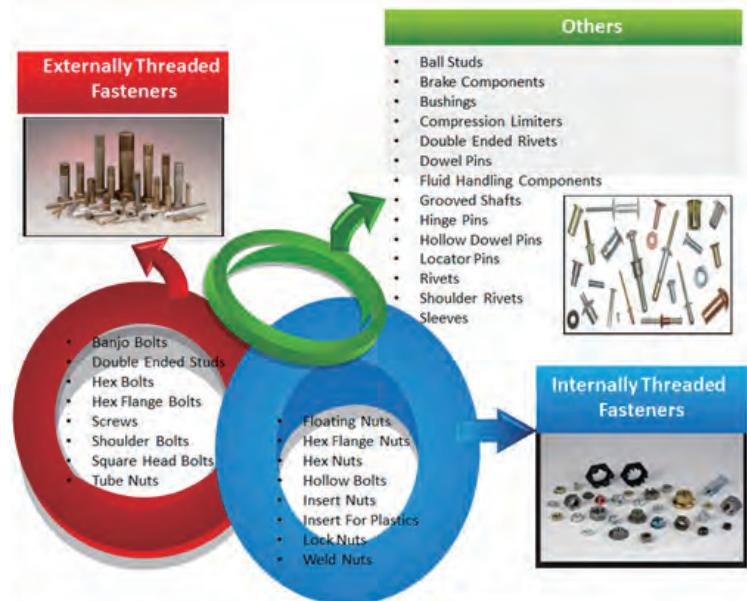 Others
Externally Threaded
Fasteners
• Ball Studs
• Brake Components
• Bushings
• Compression Limiters
• Double Ended Rivets
• Dowel Pins
• Fluid Handling Components
• Grooved Shafts
• Hinge Pins
• Hollow Dowel Pins
• Locator Pins
• Rivets
• Shoulder Rivets
• Sleeves
• Banjo Bolts
• Double Ended Studs
• Hex Bolts
• Hex Flange Bolts
• Screws
• Shoulder Bolts
• Square Head Bolts
• Tube Nuts
Internally Threaded
Fasteners
• Floating Nuts
• Hex Flange Nuts
• Hex Nuts
• Hollow Bolts
• Insert Nuts
• Insert For Plastics
• Lock Nuts
• Weld Nuts